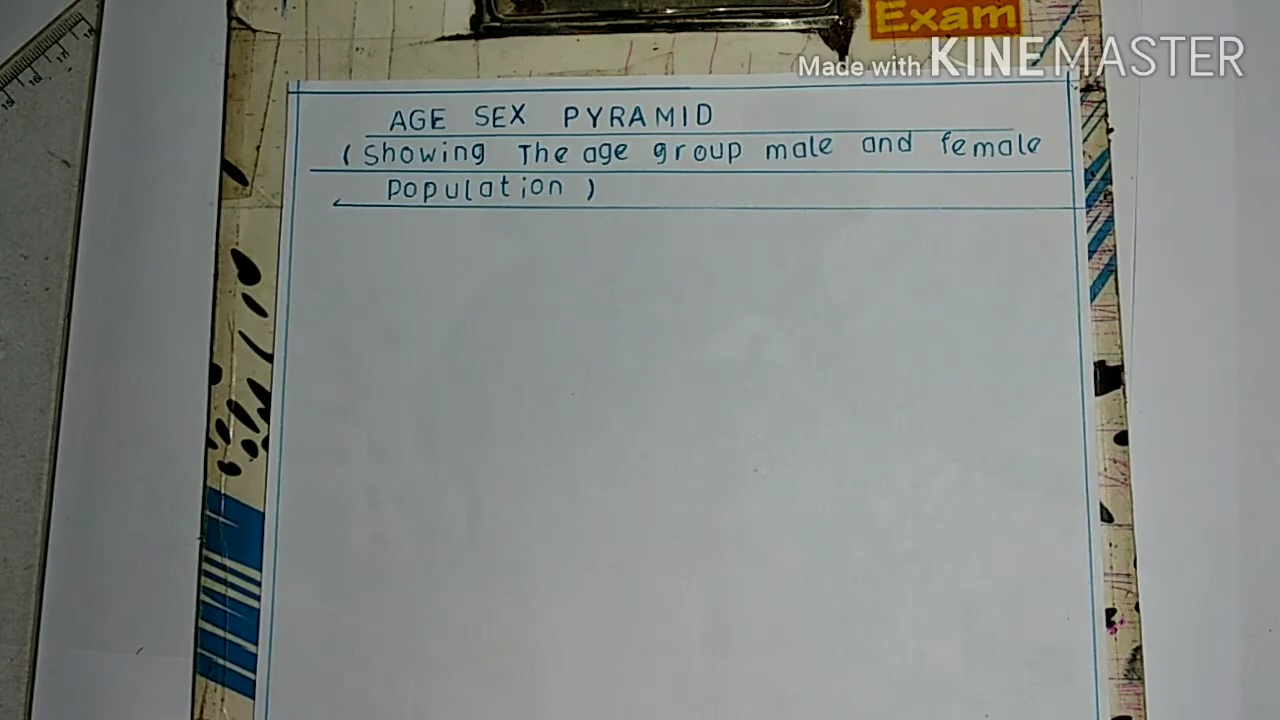 Exam
Made with KINEMASTER
AGE SEX PYRAMID
(Showing The age group male and female
population)